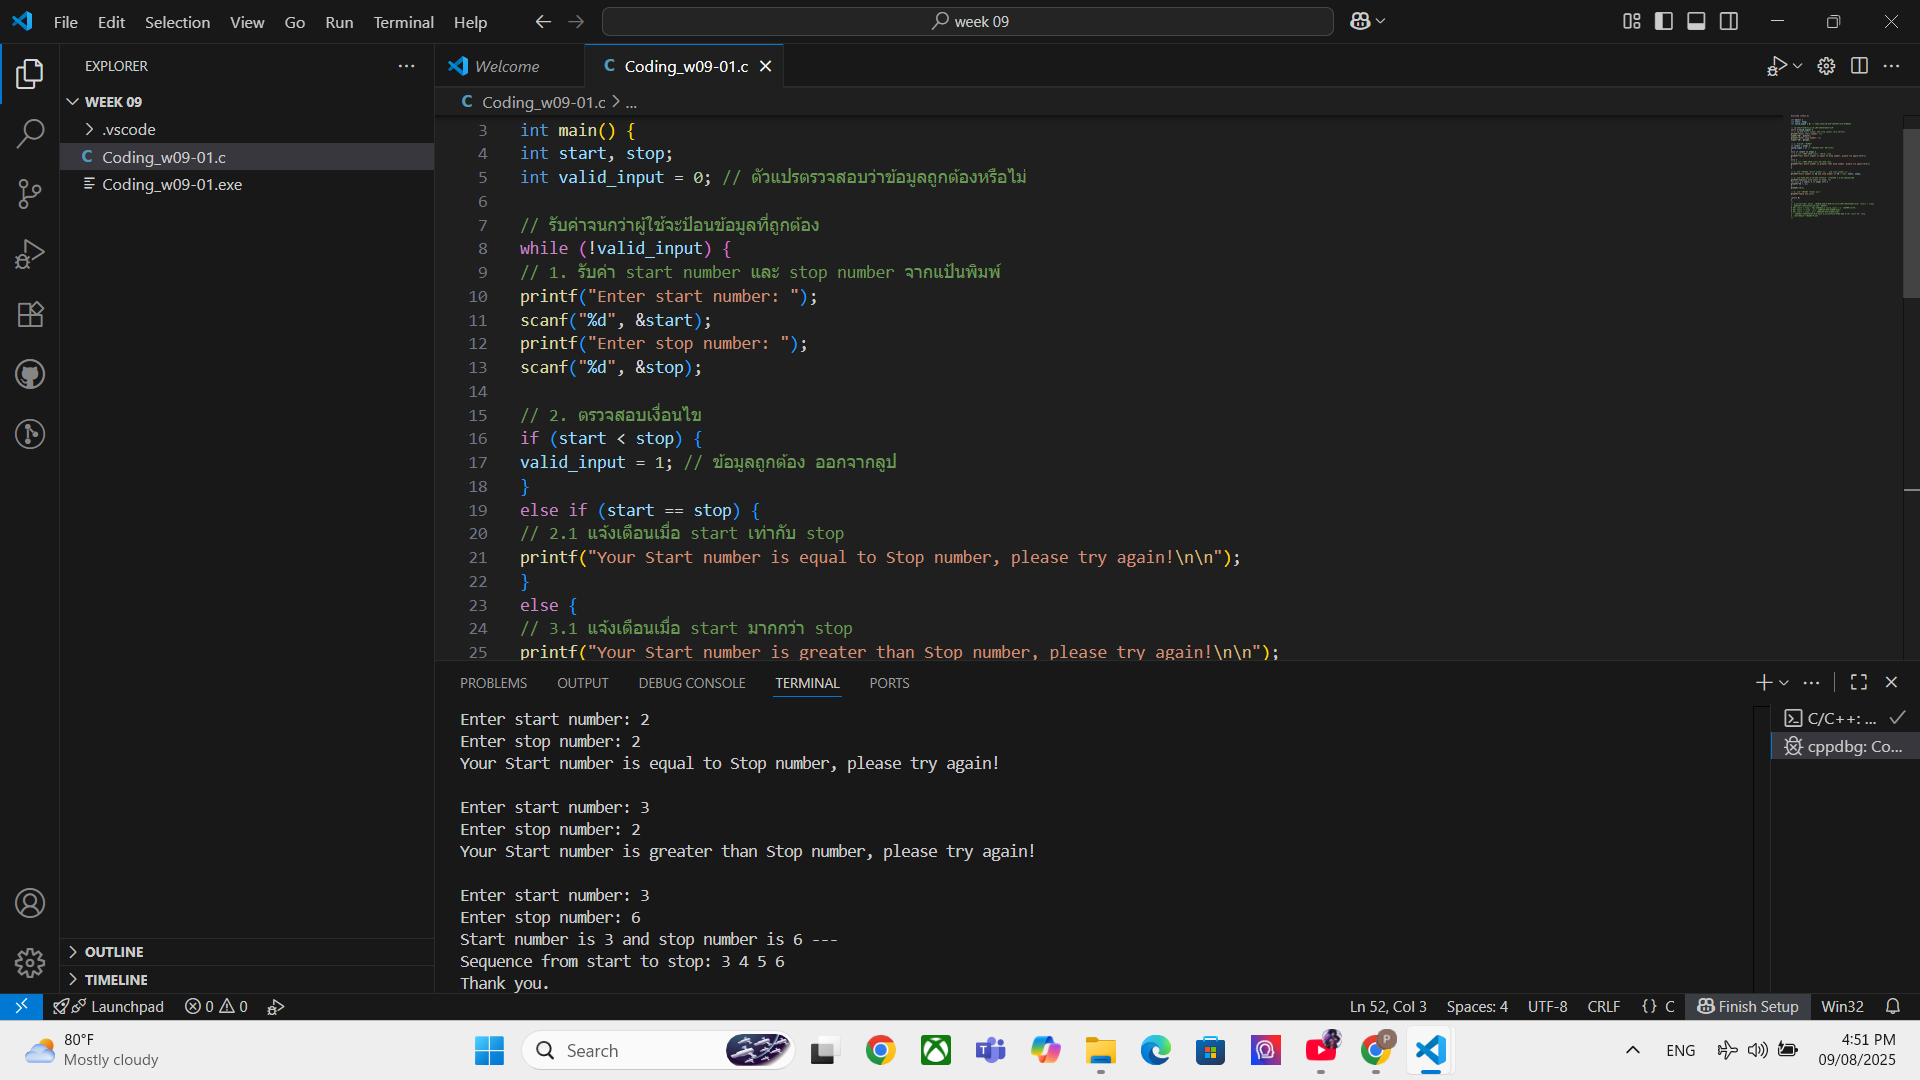 File Edit Selection View Go Run Terminal Help
week 09
EXPLORER
WEEK 09
.vscode
C Coding_w09-01.c
Coding_w09-01.exe
OUTLINE
TIMELINE
Welcome
C Coding_w09-01.c
C Coding_w09-01.c > ...
3 int main() {
4 int start, stop;
5 int valid_input = 0; // ตัวแปรตรวจสอบว่าข้อมูลถูกต้องหรือไม่
6
7 // รับค่าจนกว่าผู้ใช้จะป้อนข้อมูลที่ถูกต้อง
8 while (!valid_input) {
9 // 1. รับค่า start number และ stop number จากแป้นพิมพ์
10 printf("Enter start number: ");
11 scanf("%d", &start);
12 printf("Enter stop number: ");
13 scanf("%d", &stop);
14
15 // 2. ตรวจสอบเงื่อนไข
16 if (start < stop) {
17 valid_input = 1; // ข้อมูลถูกต้อง ออกจากลูป
18 }
19 else if (start == stop) {
20 // 2.1 แจ้งเตือนเมื่อ start เท่ากับ stop
21 printf("Your Start number is equal to Stop number, please try again!\n\n");
22 }
23 else {
24 // 3.1 แจ้งเตือนเมื่อ start มากกว่า stop
25 printf("Your Start number is greater than Stop number, please try again!\n\n");
PROBLEMS OUTPUT DEBUG CONSOLE TERMINAL PORTS
Enter start number: 2
Enter stop number: 2
Your Start number is equal to Stop number, please try again!
Enter start number: 3
Enter stop number: 2
Your Start number is greater than Stop number, please try again!
Enter start number: 3
Enter stop number: 6
Start number is 3 and stop number is 6 ---
Sequence from start to stop: 3 4 5 6
Thank you.
C/C++: ...
cppdbg: Co...
Launchpad 0 0 Ln 52, Col 3 Spaces: 4 UTF-8 CRLF {} C Finish Setup Win32
80°F
Mostly cloudy
Search
P
ENG
4:51 PM
09/08/2025